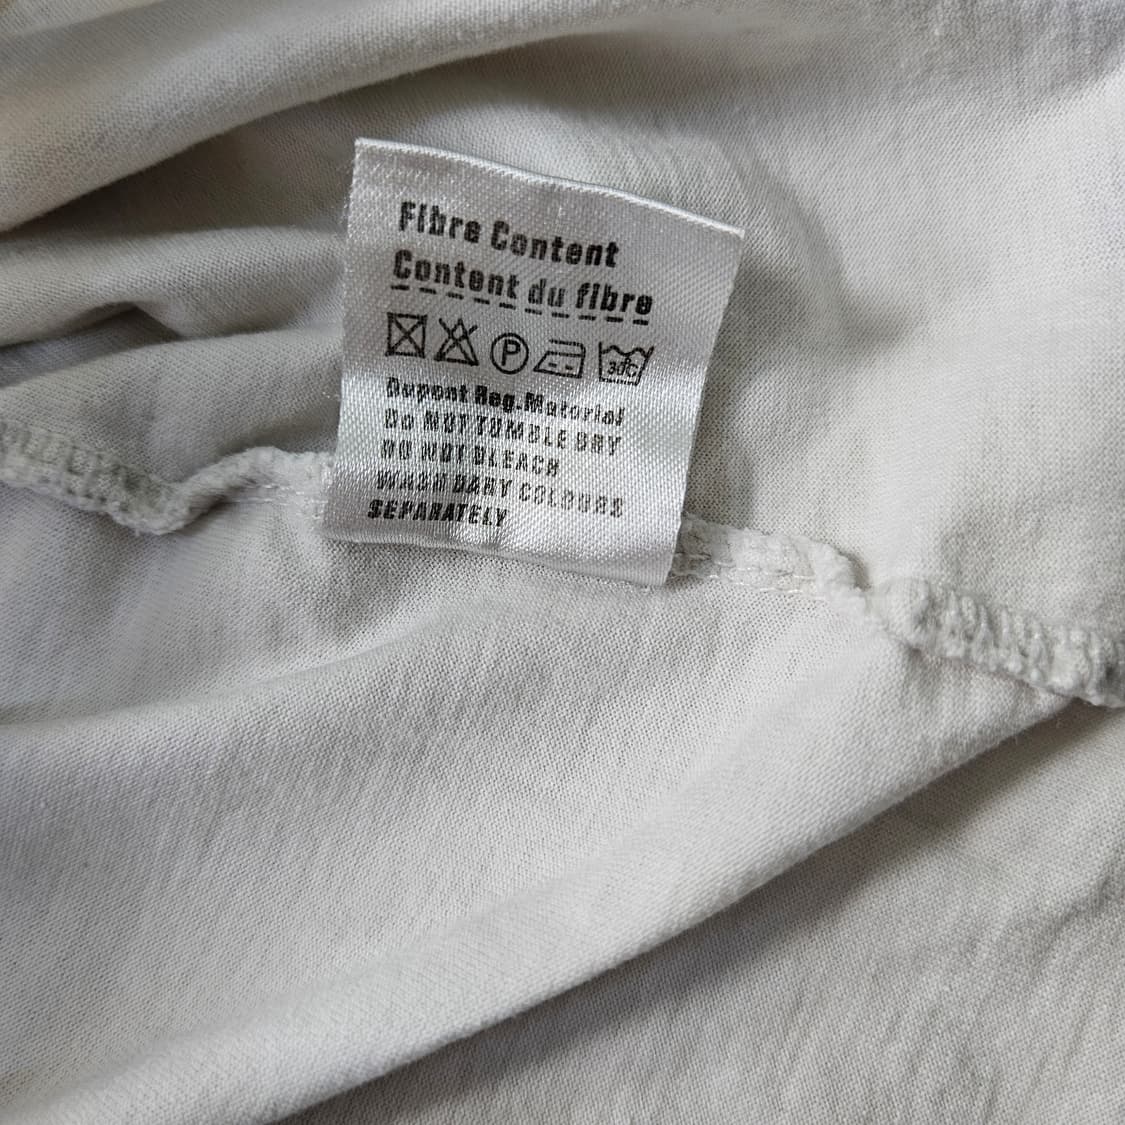 Fibre Content
Content du fibre
P 30°C
Dupont Reg.Material
Do NOT TUMBLE DRY
DO NOT BLEACH
WASH DARY COLOURS
SEPARATELY